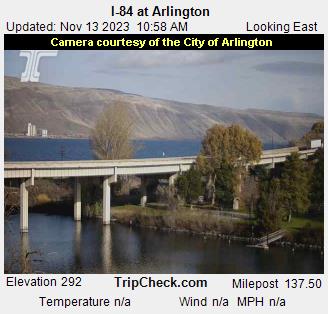 I-84 at Arlington
Updated: Nov 13 2023 10:58 AM Looking East
Camera courtesy of the City of Arlington
Elevation 292 TripCheck.com Milepost 137.50
Temperature n/a Wind n/a MPH n/a